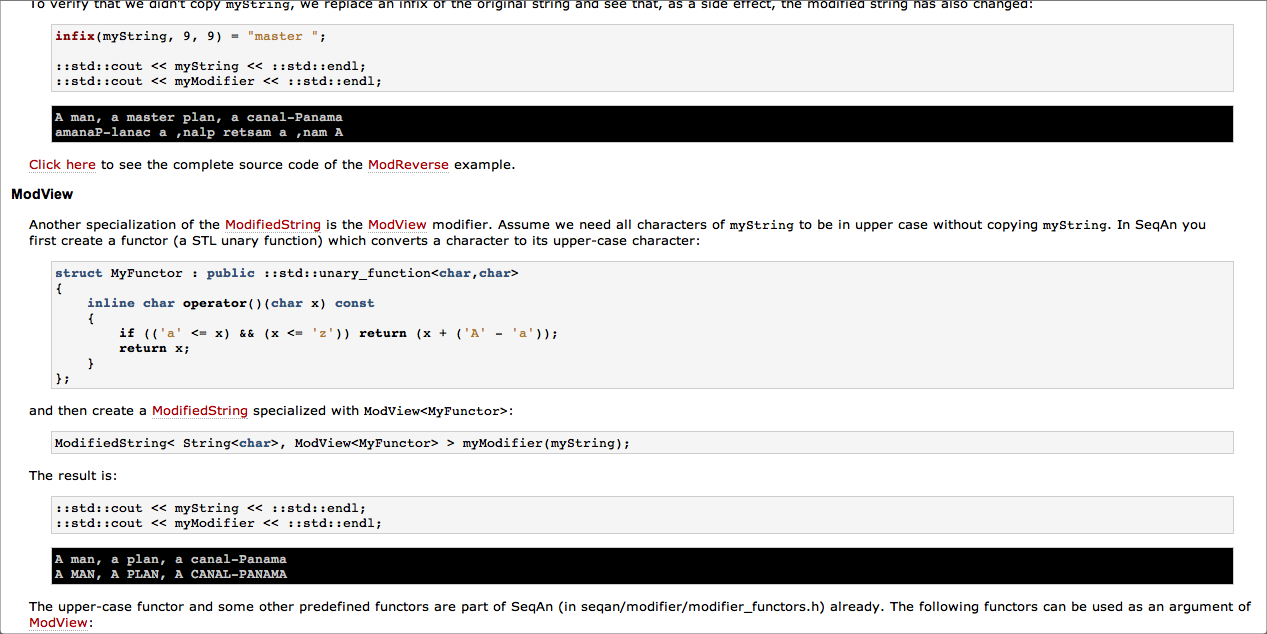 To verify that we didn't copy myString, we replace an infix of the original string and see that, as a side effect, the modified string has also changed:
infix(myString, 9, 9) = "master ";
::std::cout << myString << ::std::endl;
::std::cout << myModifier << ::std::endl;
A man, a master plan, a canal-Panama
amanaP-lanac a ,nalp retsam a ,nam A
Click here to see the complete source code of the ModReverse example.
ModView
Another specialization of the ModifiedString is the ModView modifier. Assume we need all characters of myString to be in upper case without copying myString. In SeqAn you
first create a functor (a STL unary function) which converts a character to its upper-case character:
struct MyFunctor : public ::std::unary_function<char,char>
{
    inline char operator()(char x) const
    {
        if (('a' <= x) && (x <= 'z')) return (x + ('A' - 'a'));
        return x;
    }
};
and then create a ModifiedString specialized with ModView<MyFunctor>:
ModifiedString< String<char>, ModView<MyFunctor> > myModifier(myString);
The result is:
::std::cout << myString << ::std::endl;
::std::cout << myModifier << ::std::endl;
A man, a plan, a canal-Panama
A MAN, A PLAN, A CANAL-PANAMA
The upper-case functor and some other predefined functors are part of SeqAn (in seqan/modifier/modifier_functors.h) already. The following functors can be used as an argument of
ModView: